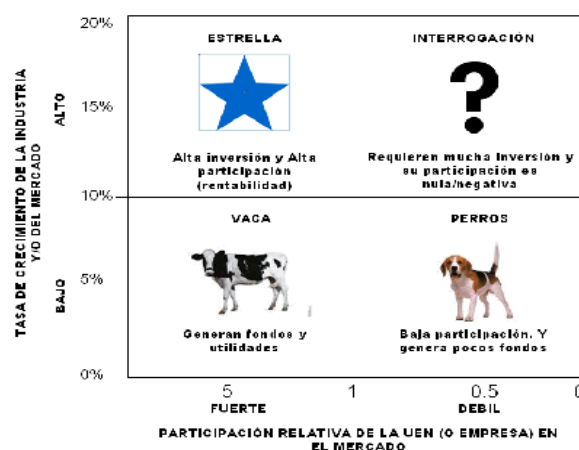 20%
ESTRELLA
INTERROGACIÓN
15%
ALTO
Alta inversión y Alta
participación
(rentabilidad)
Requieren mucha inversión y
su participación es
nula/negativa
TASA DE CRECIMIENTO DE LA INDUSTRIA
Y/O DEL MERCADO
10%
VACA
PERROS
5%
BAJO
Generan fondos y
utilidades
Baja participación. Y
genera pocos fondos
0%
5
1
0.5
0
FUERTE
DEBIL
PARTICIPACIÓN RELATIVA DE LA UEN (O EMPRESA) EN
EL MERCADO